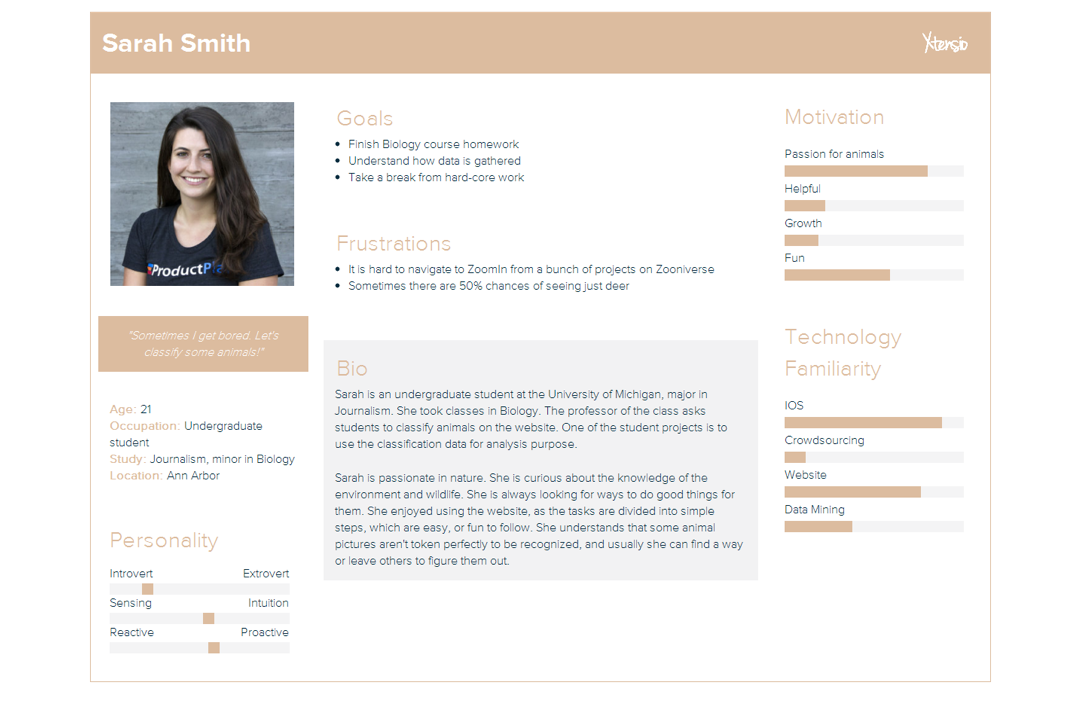 Sarah Smith
Xtensio
ProductPla
"Sometimes I get bored. Let's
classify some animals!"
Age: 21
Occupation: Undergraduate
student
Study: Journalism, minor in Biology
Location: Ann Arbor
Personality
Introvert Extrovert
Sensing Intuition
Reactive Proactive
Goals
Finish Biology course homework
Understand how data is gathered
Take a break from hard-core work
Frustrations
It is hard to navigate to ZoomIn from a bunch of projects on Zooniverse
Sometimes there are 50% chances of seeing just deer
Bio
Sarah is an undergraduate student at the University of Michigan, major in
Journalism. She took classes in Biology. The professor of the class asks
students to classify animals on the website. One of the student projects is to
use the classification data for analysis purpose.
Sarah is passionate in nature. She is curious about the knowledge of the
environment and wildlife. She is always looking for ways to do good things for
them. She enjoyed using the website, as the tasks are divided into simple
steps, which are easy, or fun to follow. She understands that some animal
pictures aren't token perfectly to be recognized, and usually she can find a way
or leave others to figure them out.
Motivation
Passion for animals
Helpful
Growth
Fun
Technology
Familiarity
IOS
Crowdsourcing
Website
Data Mining